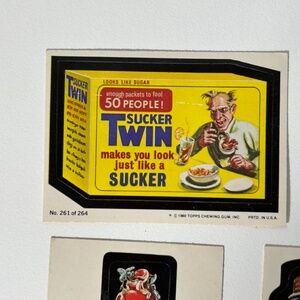 LOOKS LIKE SUGAR
enough packets to fool
50 PEOPLE!
SUCKER
TWIN
makes you look
just like a
SUCKER
SUCKER
TWIN
No. 261 of 264
© 1980 TOPPS CHEWING GUM, INC. PRTD. IN U.S.A.